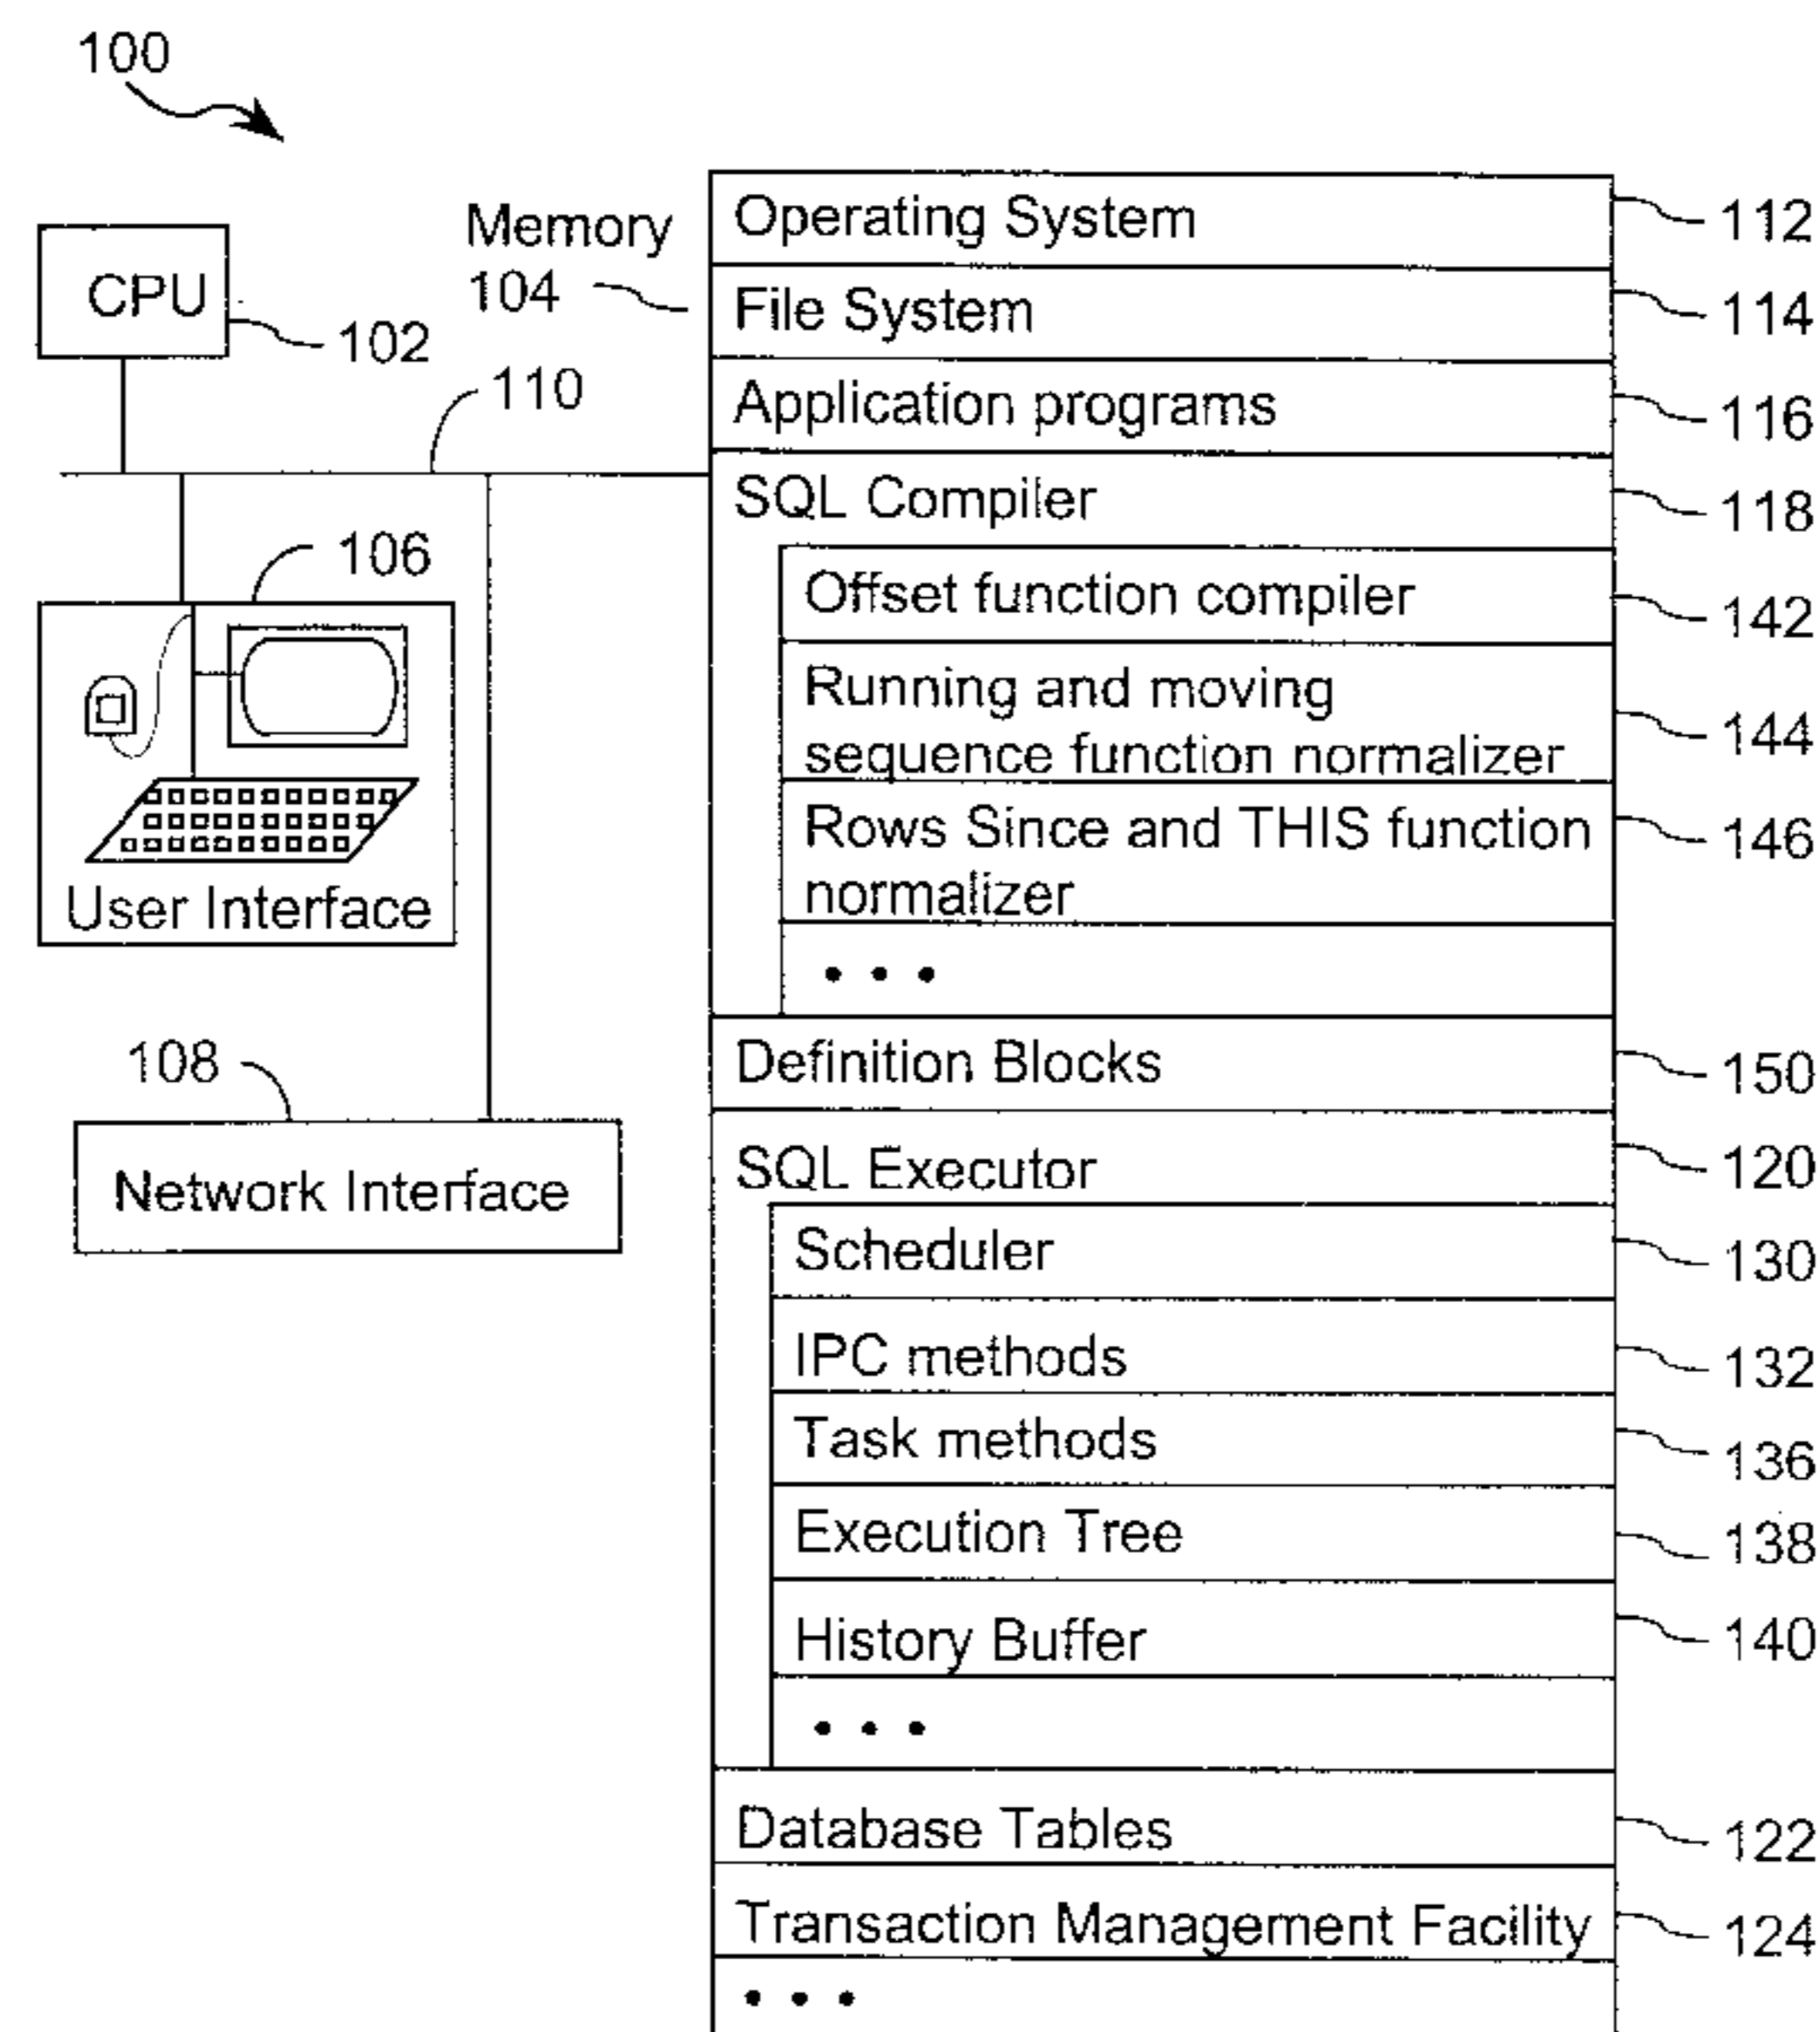 100
CPU
102
110
106
User Interface
108
Network Interface
Memory
104
Operating System 112
File System 114
Application programs 116
SQL Compiler 118
Offset function compiler 142
Running and moving
sequence function normalizer 144
Rows Since and THIS function 146
normalizer
• • •
Definition Blocks 150
SQL Executor 120
Scheduler 130
IPC methods 132
Task methods 136
Execution Tree 138
History Buffer 140
• • •
Database Tables 122
Transaction Management Facility 124
• • •